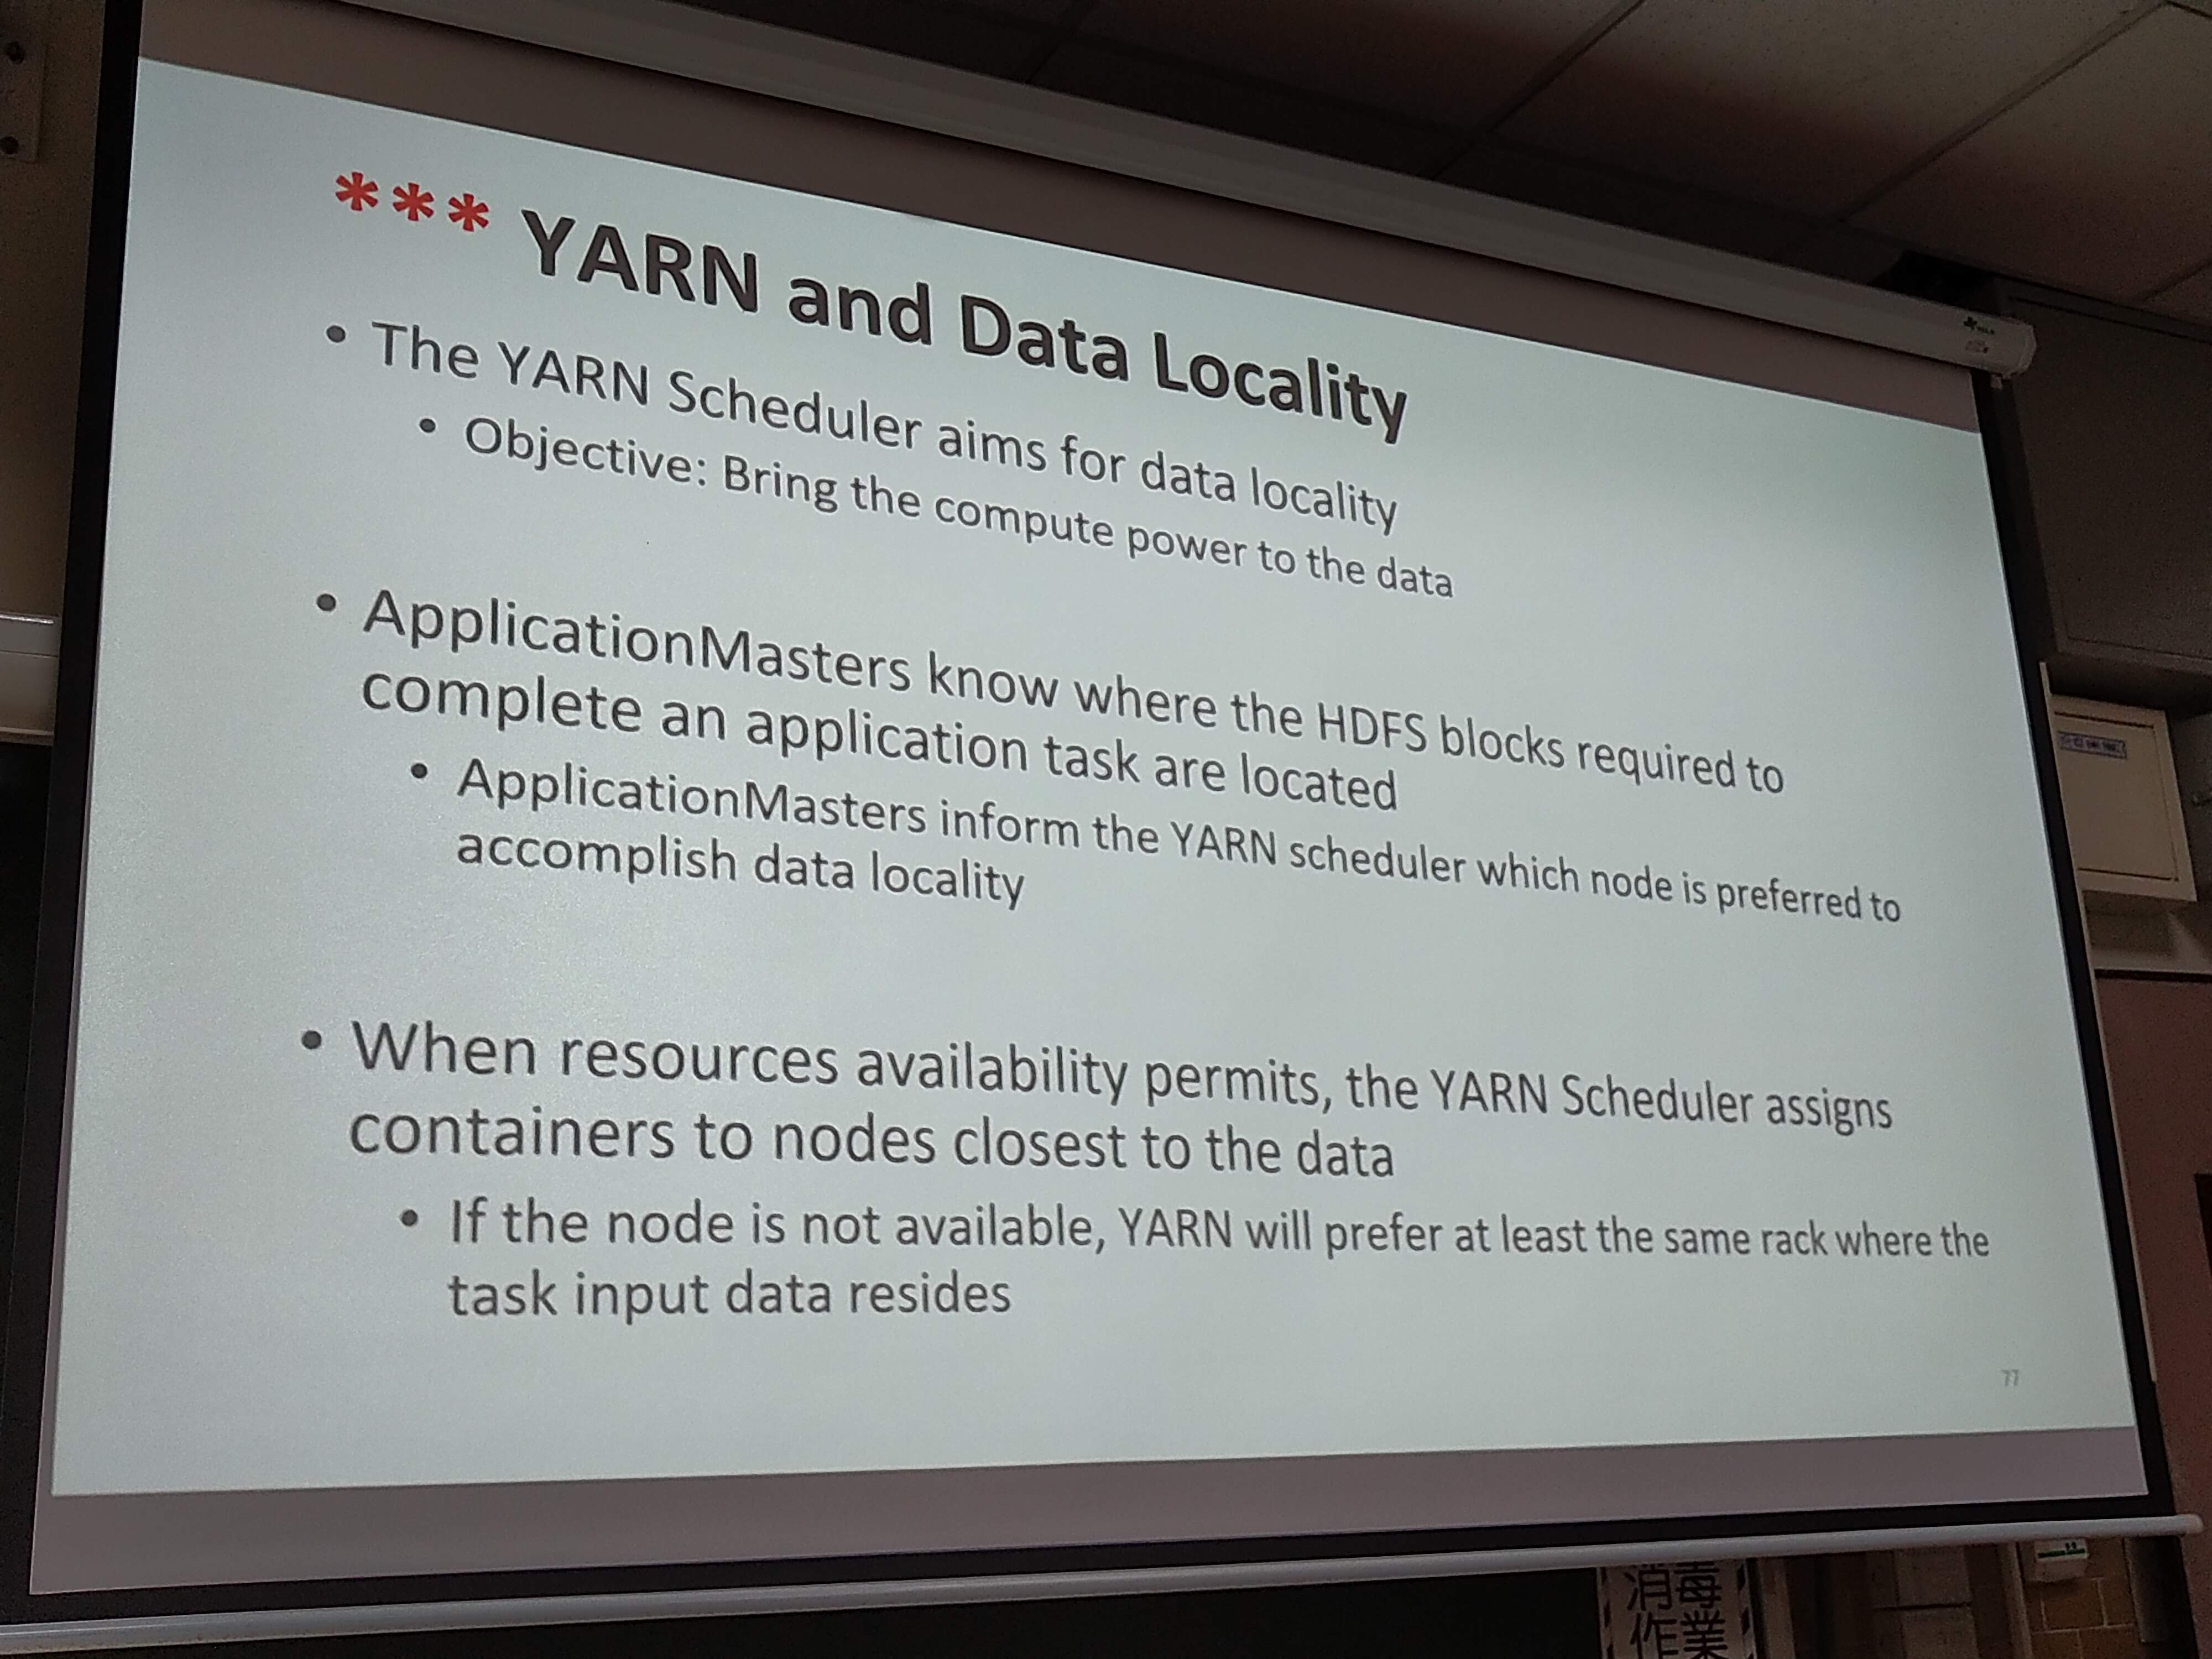 *** YARN and Data Locality
• The YARN Scheduler aims for data locality
• Objective: Bring the compute power to the data
• ApplicationMasters know where the HDFS blocks required to
complete an application task are located
• ApplicationMasters inform the YARN scheduler which node is preferred to
accomplish data locality
• When resources availability permits, the YARN Scheduler assigns
containers to nodes closest to the data
• If the node is not available, YARN will prefer at least the same rack where the
task input data resides
77
消毒
作業